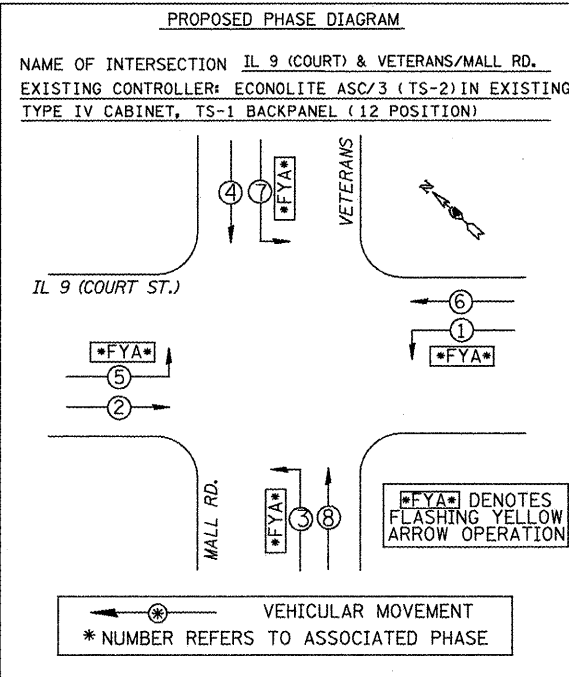 PROPOSED PHASE DIAGRAM
NAME OF INTERSECTION IL 9 (COURT) & VETERANS/MALL RD.
EXISTING CONTROLLER: ECONOLITE ASC/3 (TS-2) IN EXISTING
TYPE IV CABINET, TS-1 BACKPANEL (12 POSITION)
4
7
*FYA*
VETERANS
N
IL 9 (COURT ST.)
6
1
*FYA*
*FYA*
5
2
MALL RD.
*FYA*
3
8
*FYA* DENOTES
FLASHING YELLOW
ARROW OPERATION
* VEHICULAR MOVEMENT
* NUMBER REFERS TO ASSOCIATED PHASE